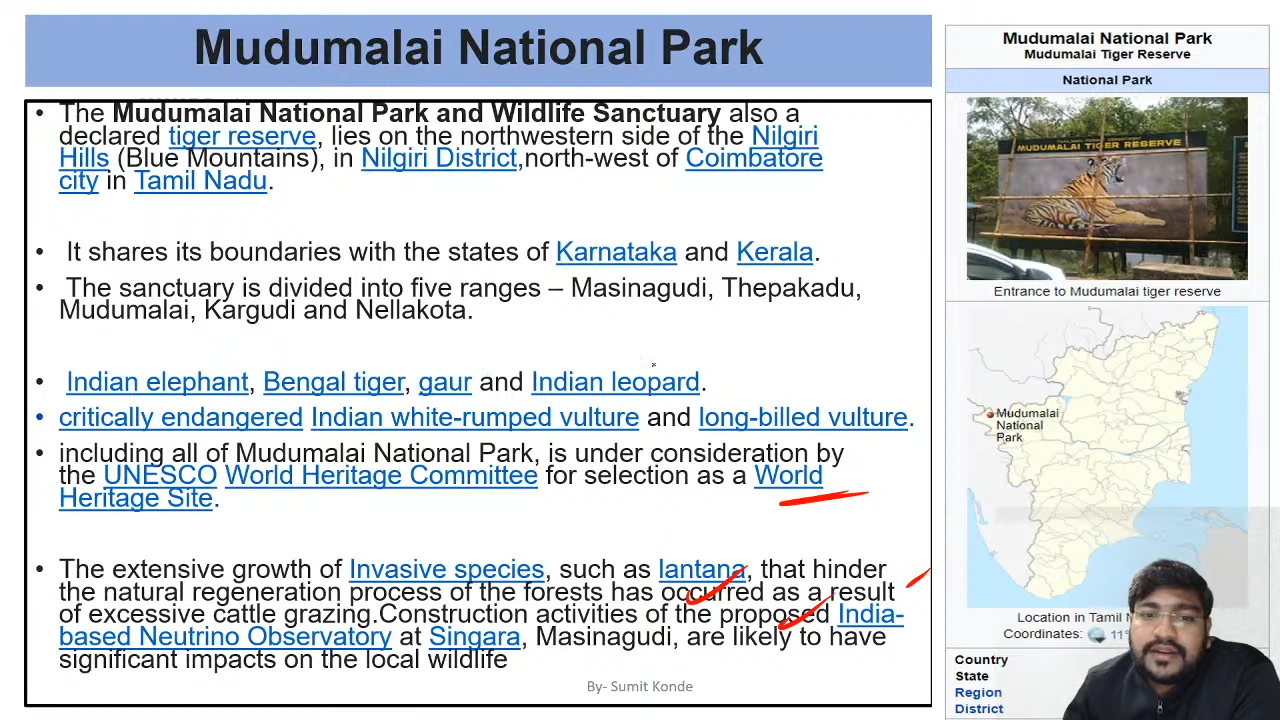 Mudumalai National Park
• The Mudumalai National Park and Wildlife Sanctuary also a
declared tiger reserve, lies on the northwestern side of the Nilgiri
Hills (Blue Mountains), in Nilgiri District,north-west of Coimbatore
city in Tamil Nadu.
• It shares its boundaries with the states of Karnataka and Kerala.
• The sanctuary is divided into five ranges – Masinagudi, Thepakadu,
Mudumalai, Kargudi and Nellakota.
• Indian elephant, Bengal tiger, gaur and Indian leopard.
• critically endangered Indian white-rumped vulture and long-billed vulture.
• including all of Mudumalai National Park, is under consideration by
the UNESCO World Heritage Committee for selection as a World
Heritage Site.
• The extensive growth of Invasive species, such as lantana, that hinder
the natural regeneration process of the forests has occurred as a result
of excessive cattle grazing.Construction activities of the proposed India-
based Neutrino Observatory at Singara, Masinagudi, are likely to have
significant impacts on the local wildlife
By- Sumit Konde
Mudumalai National Park
Mudumalai Tiger Reserve
National Park
MUDUMALAI TIGER RESERVE
Entrance to Mudumalai tiger reserve
Mudumalai
National
Park
Location in Tamil
Coordinates: 11°
Country
State
Region
District